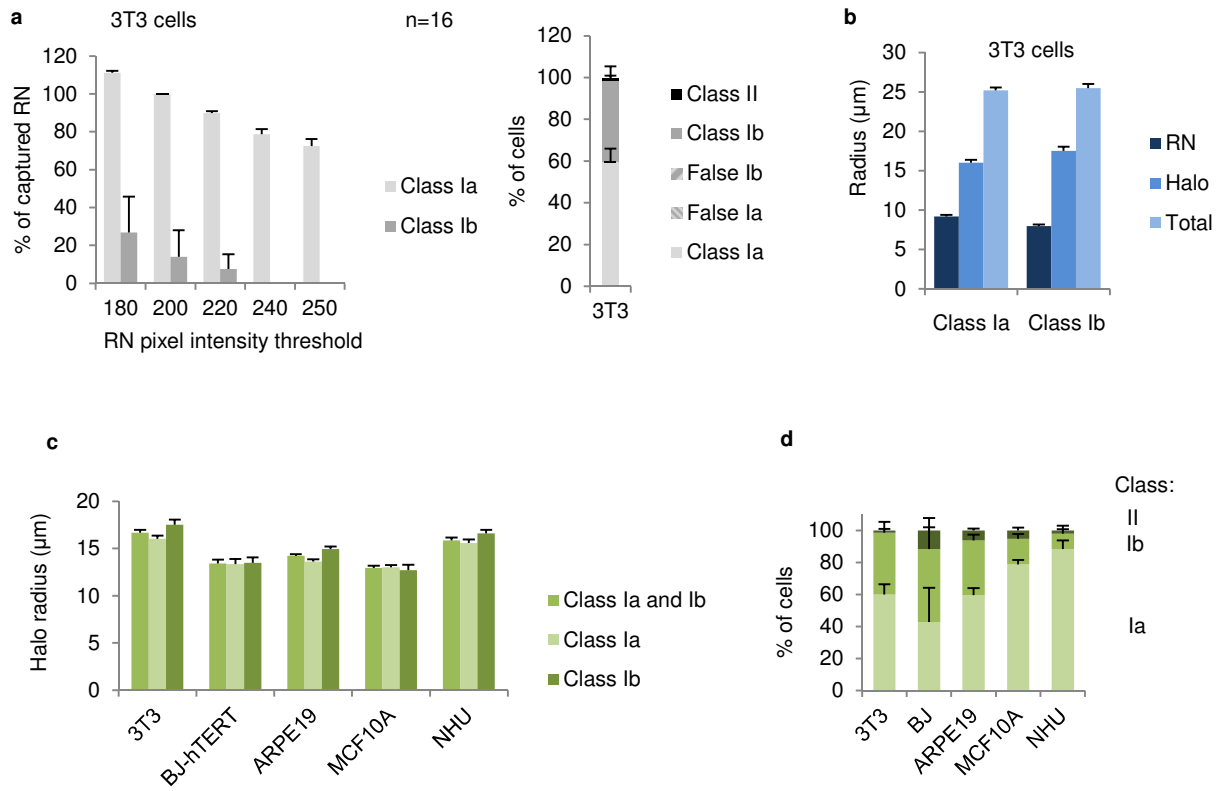 a
3T3 cells
n=16
% of captured RN
120
100
80
60
40
20
0
180 200 220 240 250
RN pixel intensity threshold
Class Ia
Class Ib
% of cells
120
100
80
60
40
20
0
3T3
Class II
Class Ib
False Ib
False Ia
Class Ia
b
3T3 cells
Radius (µm)
30
25
20
15
10
5
0
Class Ia Class Ib
RN
Halo
Total
c
Halo radius (µm)
20
15
10
5
0
3T3
BJ-hTERT
ARPE19
MCF10A
NHU
Class Ia and Ib
Class Ia
Class Ib
d
Class:
II
Ib
Ia
% of cells
100
80
60
40
20
0
3T3
BJ
ARPE19
MCF10A
NHU